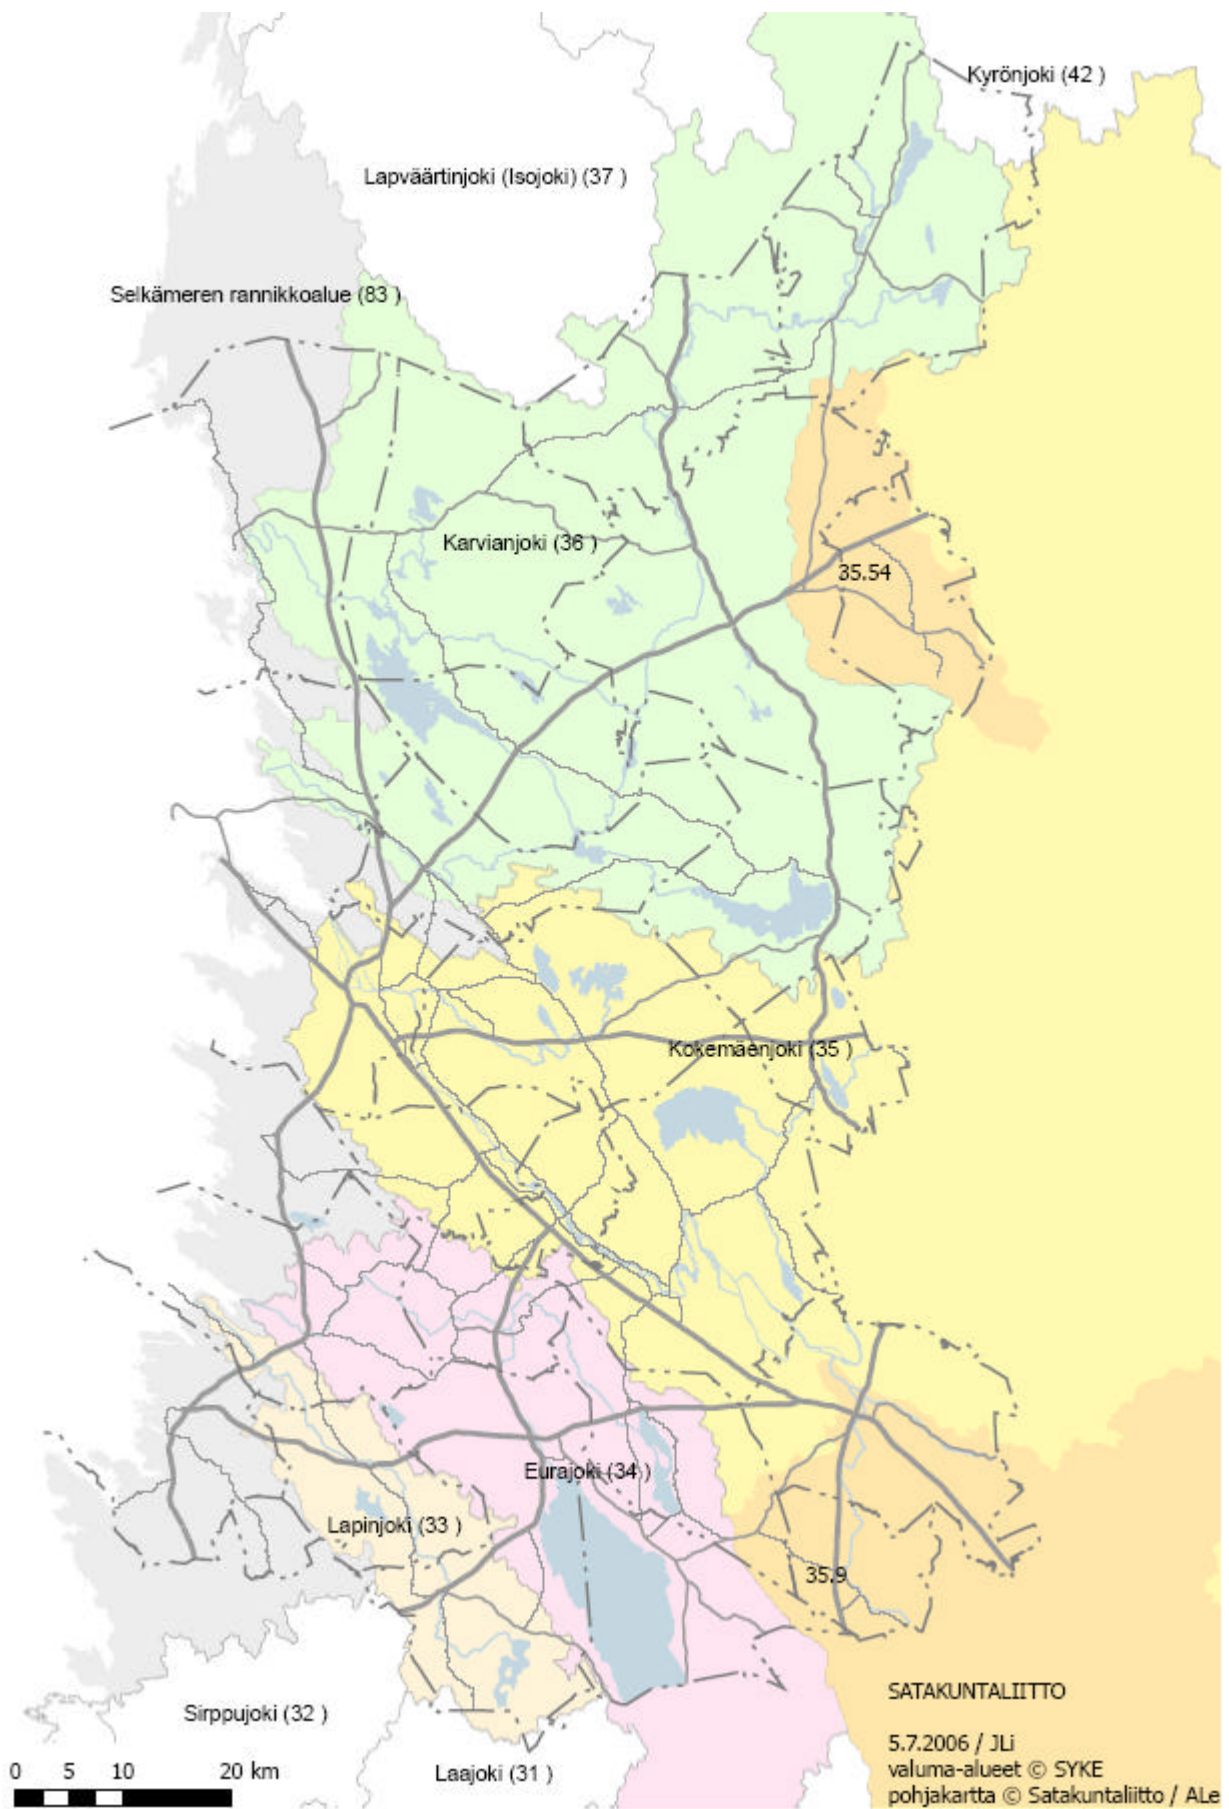 Kyrönjoki (42 )
Lapväärtinjoki (Isojoki) (37 )
Selkämeren rannikkoalue (83 )
Karvianjoki (36 )
35.54
Kokemäenjoki (35 )
Eurajoki (34 )
Lapinjoki (33 )
35.9
SATAKUNTALIITTO
Sirppujoki (32 )
5.7.2006 / JLi
0 5 10 20 km
Laajoki (31 )
valuma-alueet © SYKE
pohjakartta © Satakuntaliitto / ALe